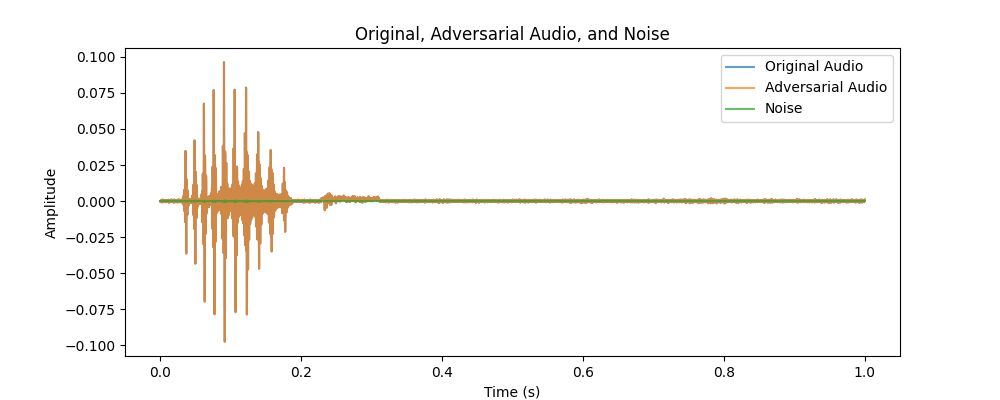 Original, Adversarial Audio, and Noise
Original Audio
Adversarial Audio
Noise
Amplitude
0.100
0.075
0.050
0.025
0.000
−0.025
−0.050
−0.075
−0.100
0.0 0.2 0.4 0.6 0.8 1.0
Time (s)